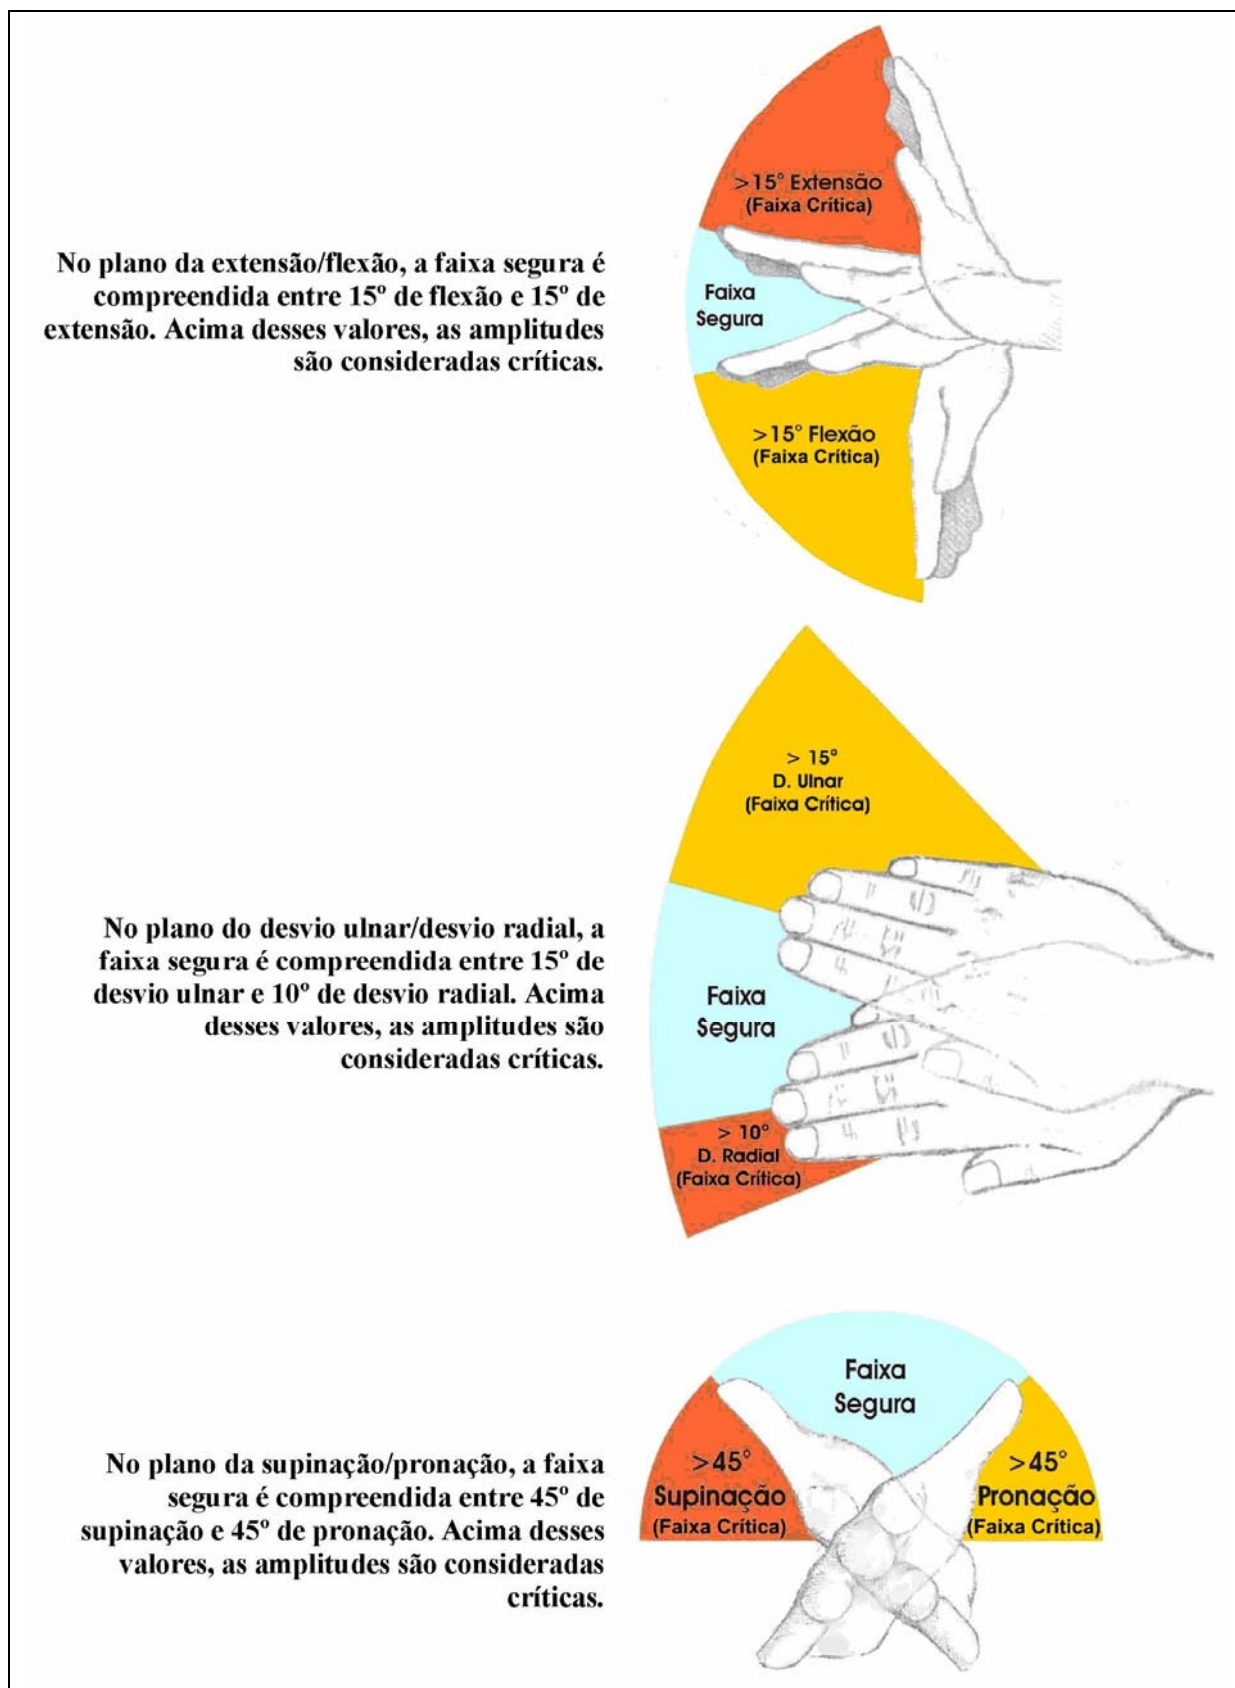 >15° Extensão
(Faixa Crítica)
No plano da extensão/flexão, a faixa segura é
compreendida entre 15º de flexão e 15º de
extensão. Acima desses valores, as amplitudes
são consideradas críticas.
Faixa
Segura
>15° Flexão
(Faixa Crítica)
> 15°
D. Ulnar
(Faixa Crítica)
No plano do desvio ulnar/desvio radial, a
faixa segura é compreendida entre 15º de
desvio ulnar e 10º de desvio radial. Acima
desses valores, as amplitudes são
consideradas críticas.
Faixa
Segura
> 10°
D. Radial
(Faixa Crítica)
Faixa
Segura
No plano da supinação/pronação, a faixa
segura é compreendida entre 45º de
supinação e 45º de pronação. Acima desses
valores, as amplitudes são consideradas
críticas.
>45°
Supinação
(Faixa Crítica)
>45°
Pronação
(Faixa Crítica)